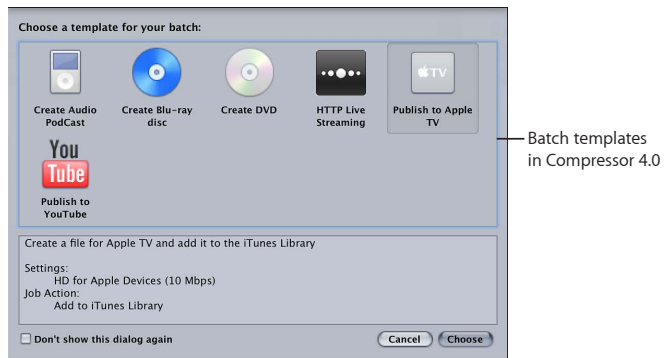 Choose a template for your batch:
tv
Create Audio
PodCast
Create Blu-ray
disc
Create DVD
HTTP Live
Streaming
Publish to Apple
TV
You
Tube
Publish to
YouTube
Batch templates
in Compressor 4.0
Create a file for Apple TV and add it to the iTunes Library
Settings:
HD for Apple Devices (10 Mbps)
Job Action:
Add to iTunes Library
Don't show this dialog again
Cancel
Choose